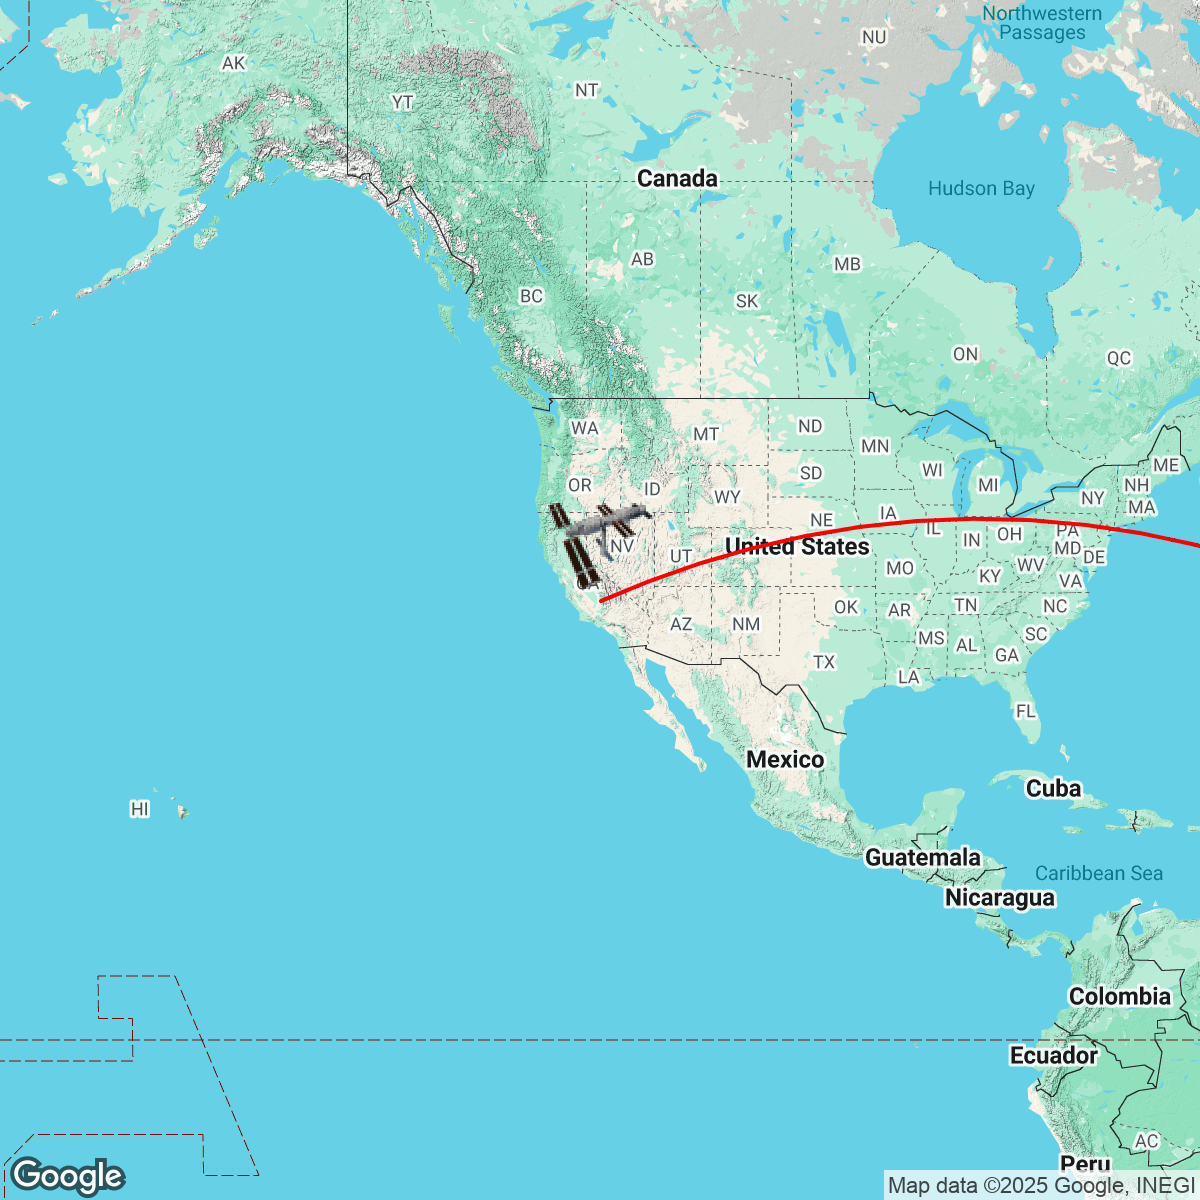 Northwestern
Passages
NU
AK
NT
YT
Canada
Hudson Bay
AB
MB
BC
SK
ON
QC
WA
ND
MT
MN
ME
WI
SD
OR
ID
MI
NH
WY
NY
MA
IA
NE
IL
PA
OH
IN
NV
United States
MD
UT
DE
WV
MO
KY
VA
CA
TN
NC
OK
AR
AZ
NM
SC
MS
AL
GA
TX
LA
FL
Mexico
Cuba
HI
Guatemala
Caribbean Sea
Nicaragua
Colombia
Ecuador
AC
Peru
Google
Map data ©2025 Google, INEGI